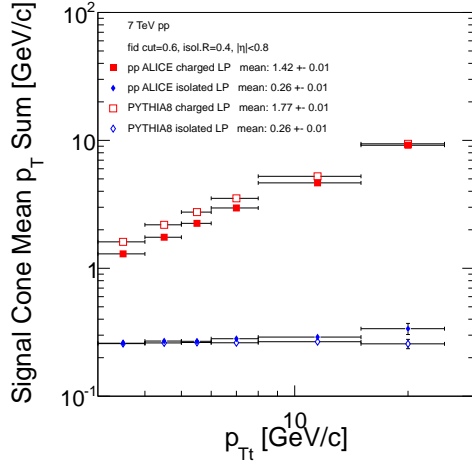 7 TeV pp
fid cut=0.6, isol.R=0.4, |η|<0.8
pp ALICE charged LP mean: 1.42 +- 0.01
pp ALICE isolated LP mean: 0.26 +- 0.01
PYTHIA8 charged LP mean: 1.77 +- 0.01
PYTHIA8 isolated LP mean: 0.26 +- 0.01
Signal Cone Mean p_T Sum [GeV/c]
10²
10
1
10⁻¹
10
p_Tt [GeV/c]